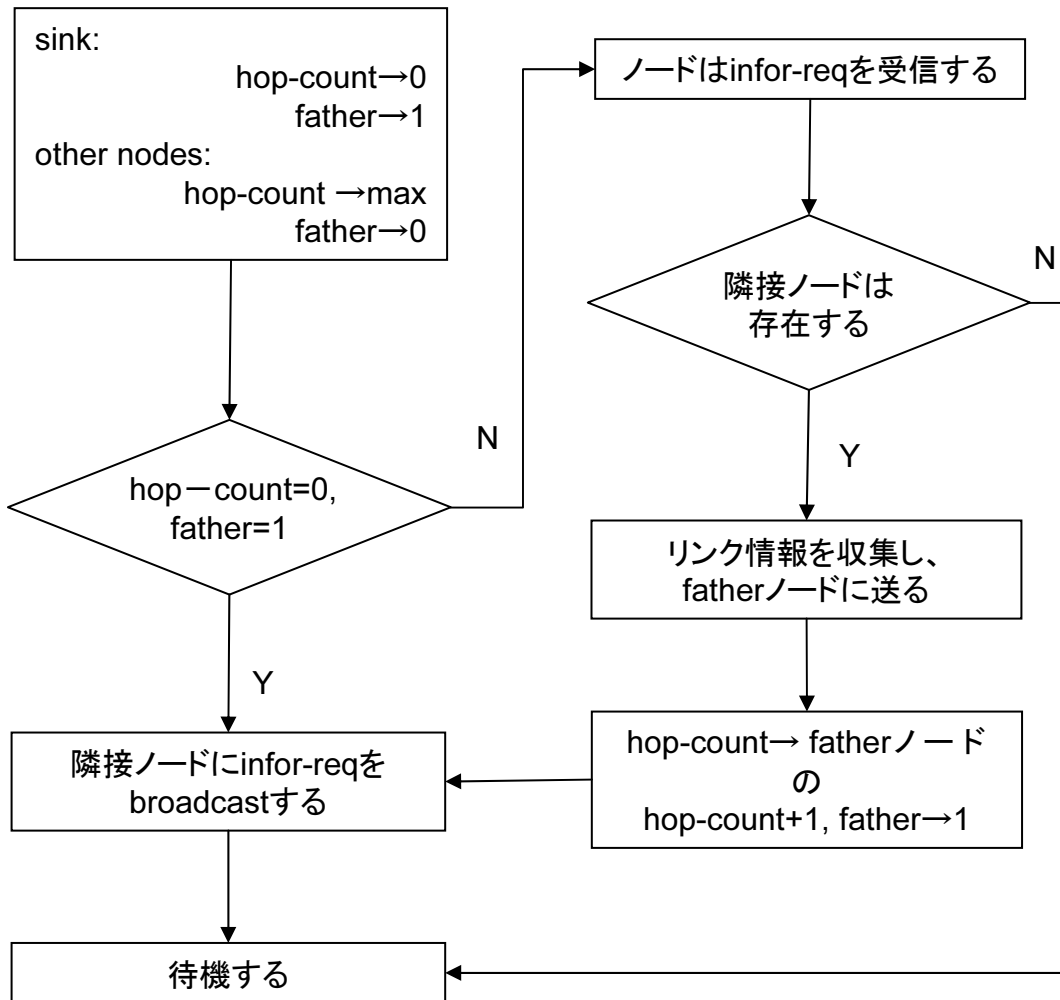 sink:
hop-count→0
father→1
other nodes:
hop-count →max
father→0
hop－count=0,
father=1
N
Y
隣接ノードにinfor-reqを
broadcastする
待機する
ノードはinfor-reqを受信する
隣接ノードは
存在する
N
Y
リンク情報を収集し、
fatherノードに送る
hop-count→ fatherノード
の
hop-count+1, father→1